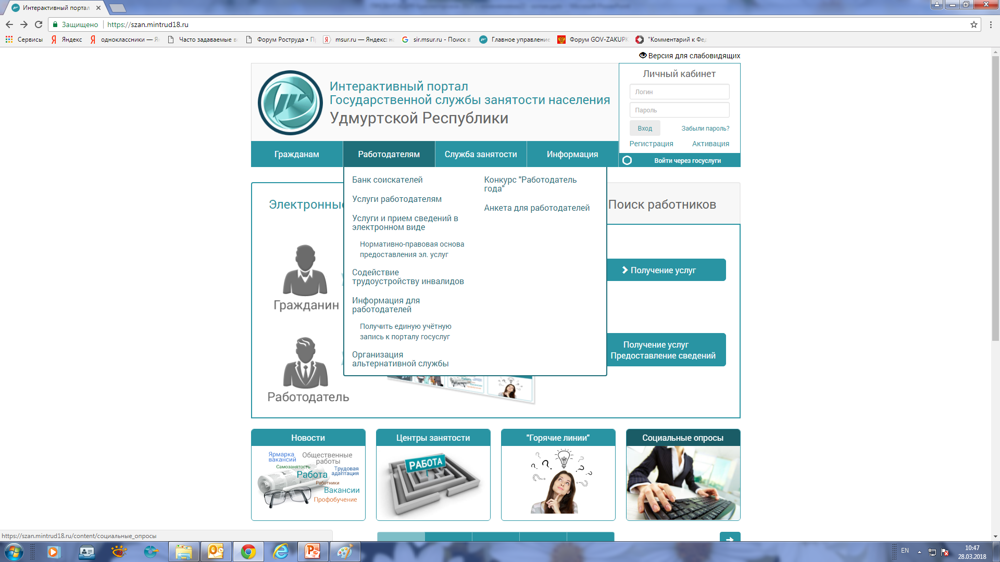 Интерактивный портал
Защищено
https://szan.mintrud18.ru
Сервисы
Яндекс
одноклассники — Я
Часто задаваемые в
Форум Роструда • П
msur.ru — Яндекс: н
sir.msur.ru - Поиск в
Главное управление
Форум GOV-ZAKUPK
"Комментарий к Фед
Версия для слабовидящих
Интерактивный портал
Государственной службы занятости населения
Удмуртской Республики
Личный кабинет
Логин
Пароль
Вход
Забыли пароль?
Регистрация
Активация
Войти через госуслуги
Гражданам
Работодателям
Служба занятости
Информация
Банк соискателей
Услуги работодателям
Услуги и прием сведений в
электронном виде
Нормативно-правовая основа
предоставления эл. услуг
Содействие
трудоустройству инвалидов
Информация для
работодателей
Получить единую учётную
запись к порталу госуслуг
Организация
альтернативной службы
Конкурс "Работодатель
года"
Анкета для работодателей
Электронные
Поиск работников
Гражданин
Получение услуг
Работодатель
Получение услуг
Предоставление сведений
Новости
Ярмарка
вакансий
Общественные
работы
Самозанятость
Трудовая
адаптация
Работа
Работники
Вакансии
Профобучение
Центры занятости
РАБОТА
"Горячие линии"
Социальные опросы
https://szan.mintrud18.ru/content/социальные_опросы
EN
10:47
28.03.2018